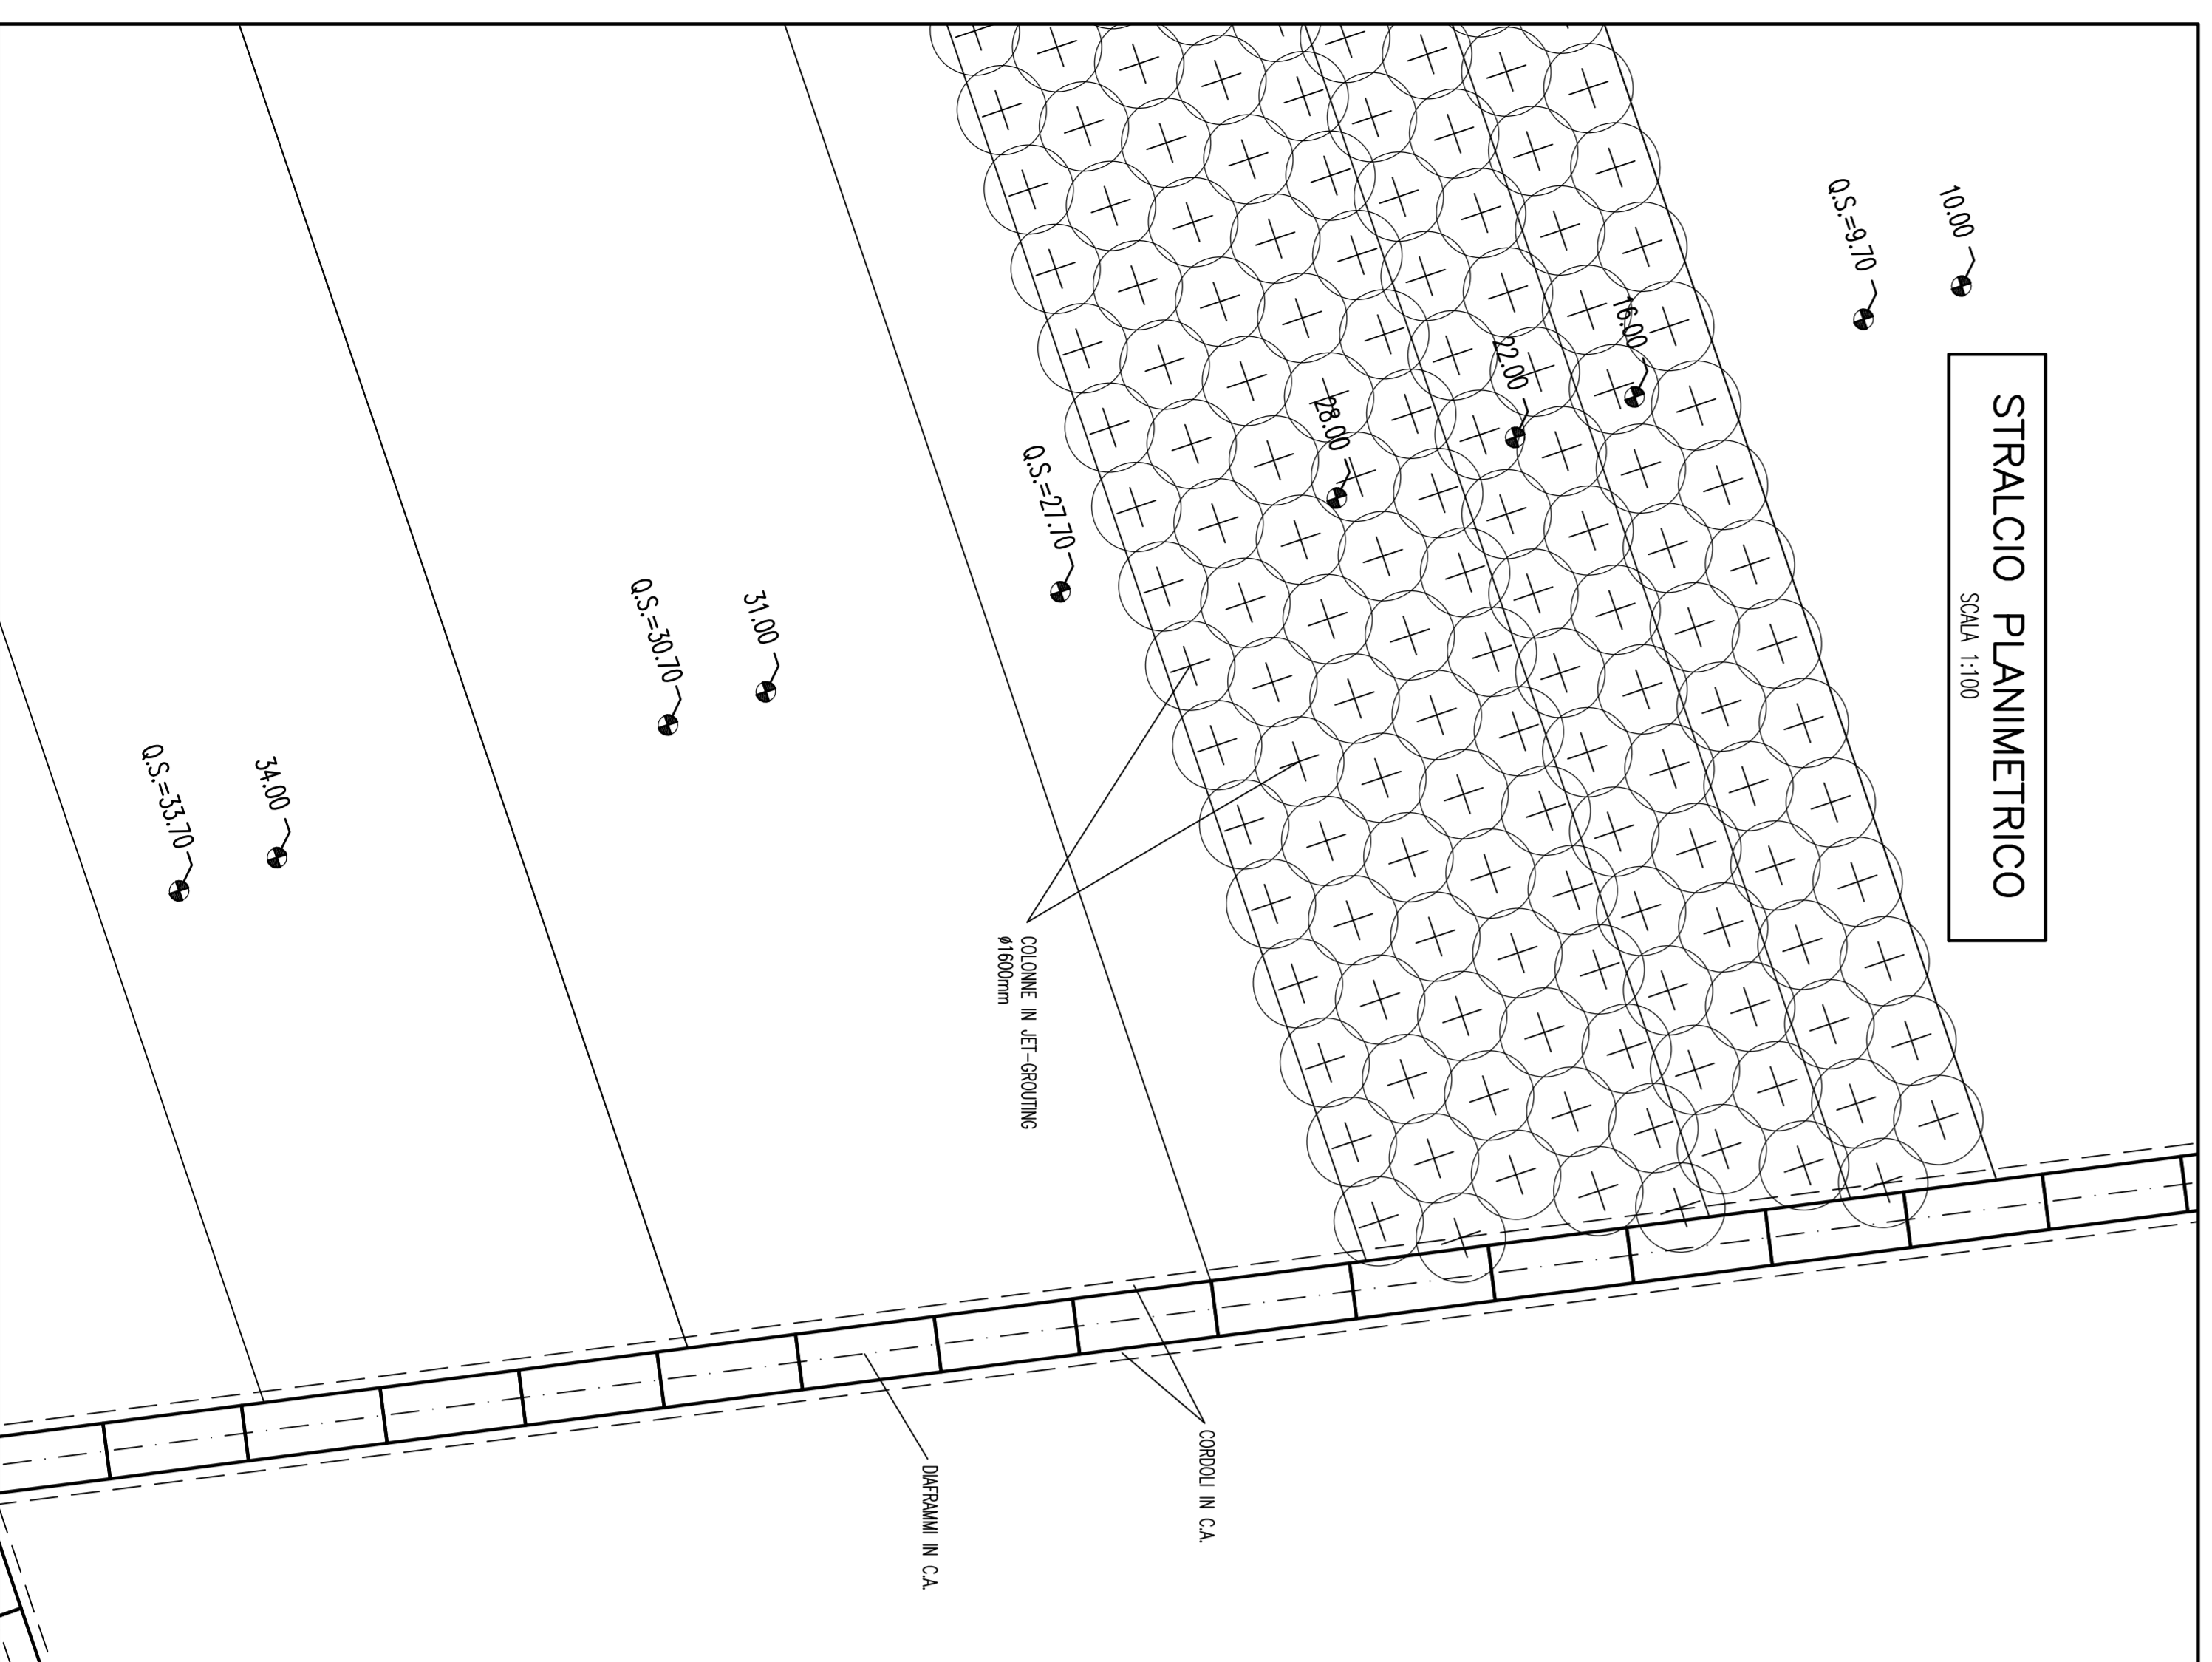 STRALCIO PLANIMETRICO
SCALA 1:100
10.00
Q.S.=9.70
16.00
22.00
28.00
Q.S.=27.70
31.00
Q.S.=30.70
34.00
Q.S.=33.70
COLONNE IN JET-GROUTING
ø1600mm
CORDOLI IN C.A.
DIAFRAMMI IN C.A.